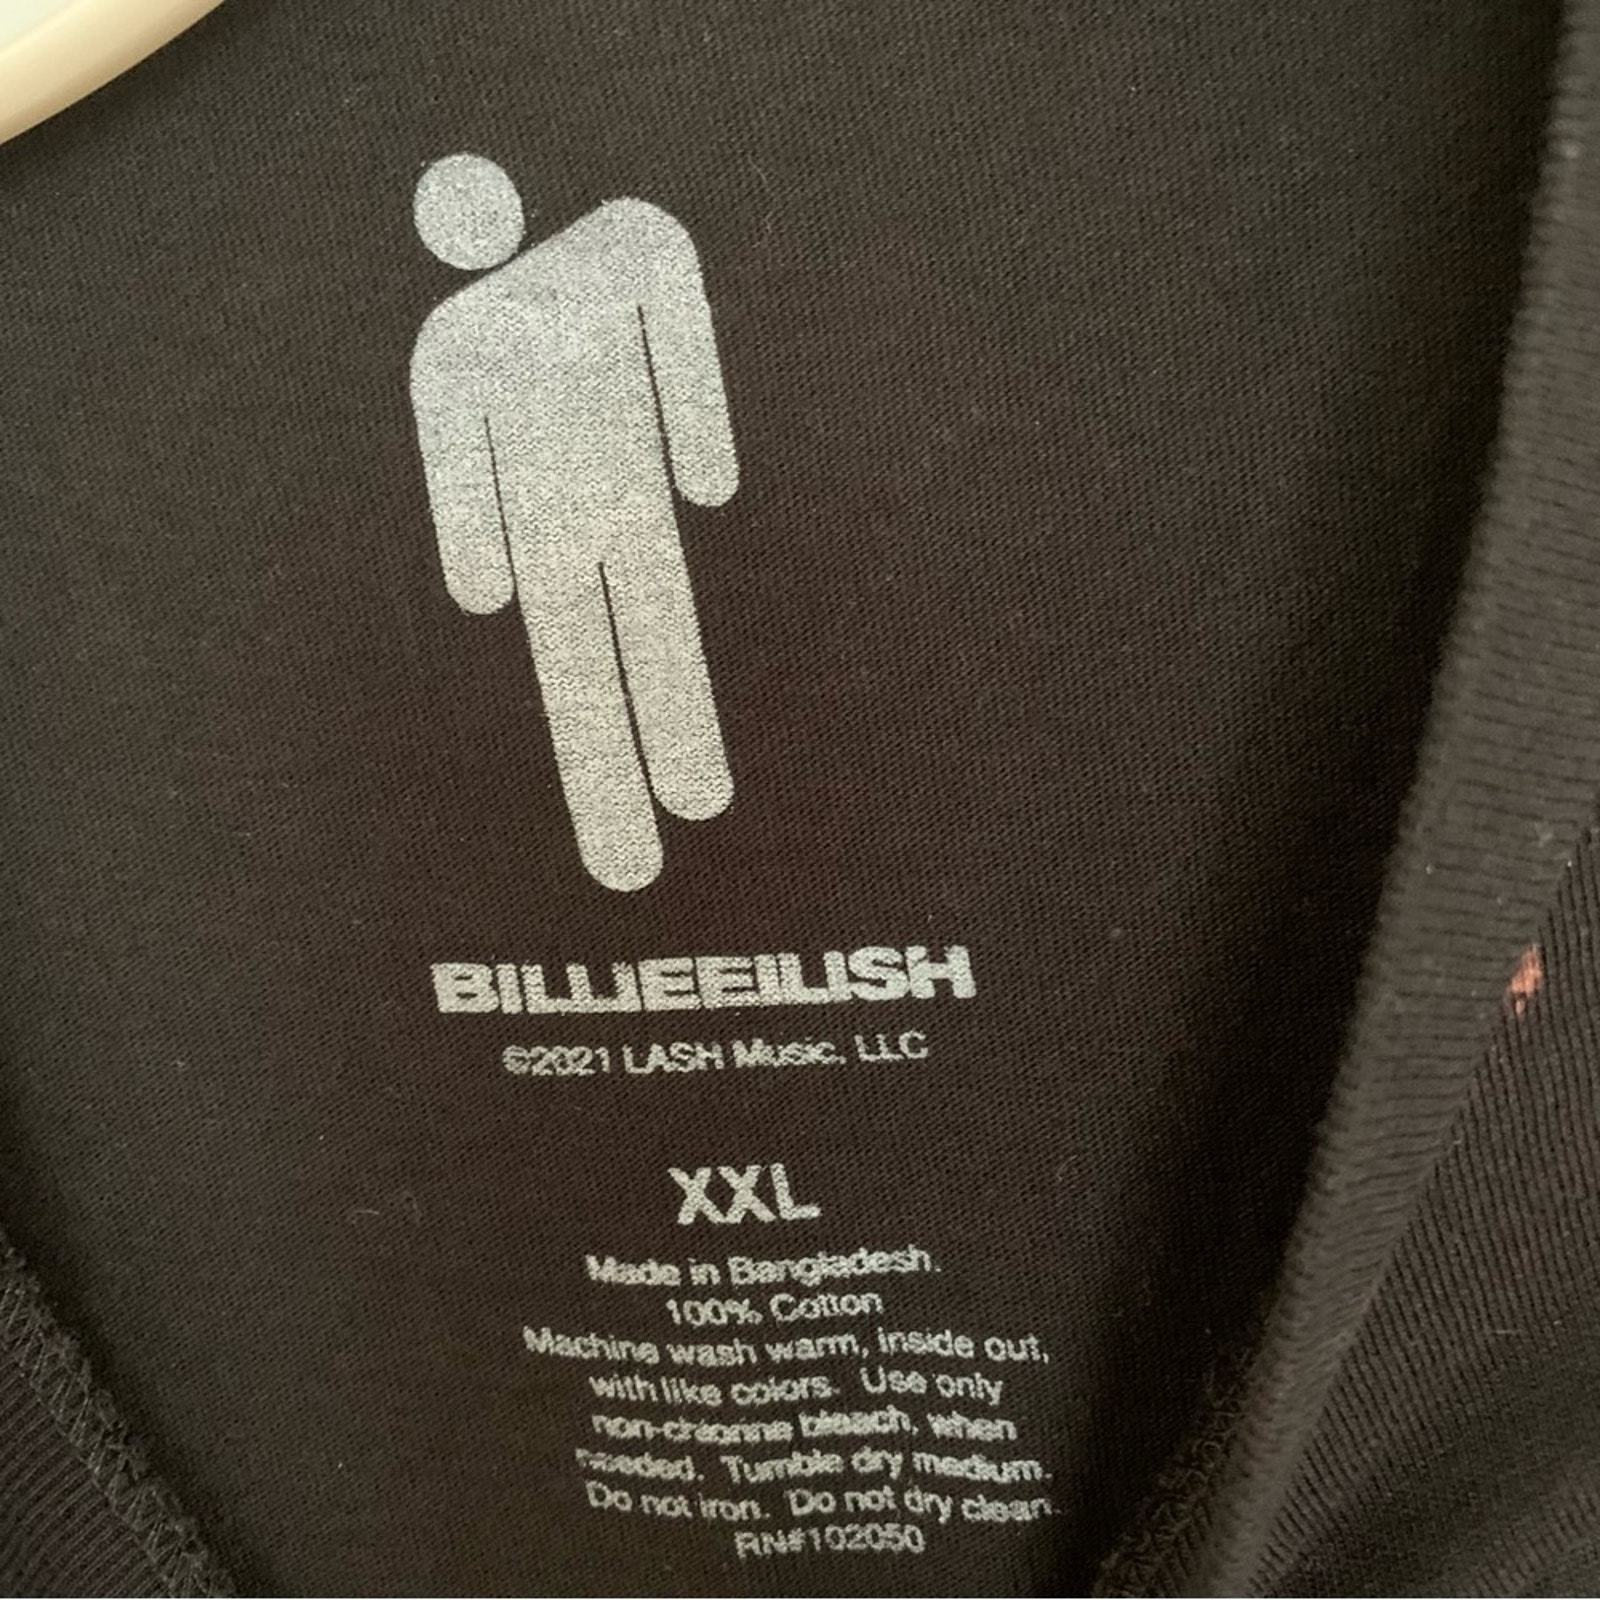 BILLIEEILISH
©2021 LASH Music, LLC
XXL
Made in Bangladesh.
100% Cotton
Machine wash warm, inside out,
with like colors. Use only
non-chlorine bleach, when
needed. Tumble dry medium.
Do not iron. Do not dry clean.
RN#102050